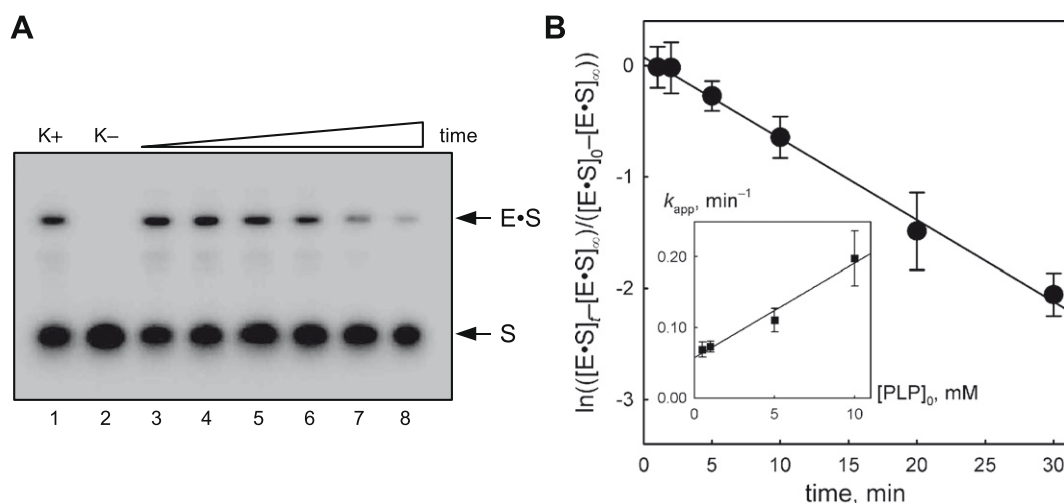 A
K+ K– time
E•S
S
1 2 3 4 5 6 7 8
B
ln(([E•S]t–[E•S]∞)/([E•S]0–[E•S]∞))
0
-1
-2
-3
0 5 10 15 20 25 30
time, min
kapp, min–1
0.20
0.10
0.00
0 5 10
[PLP]0, mM